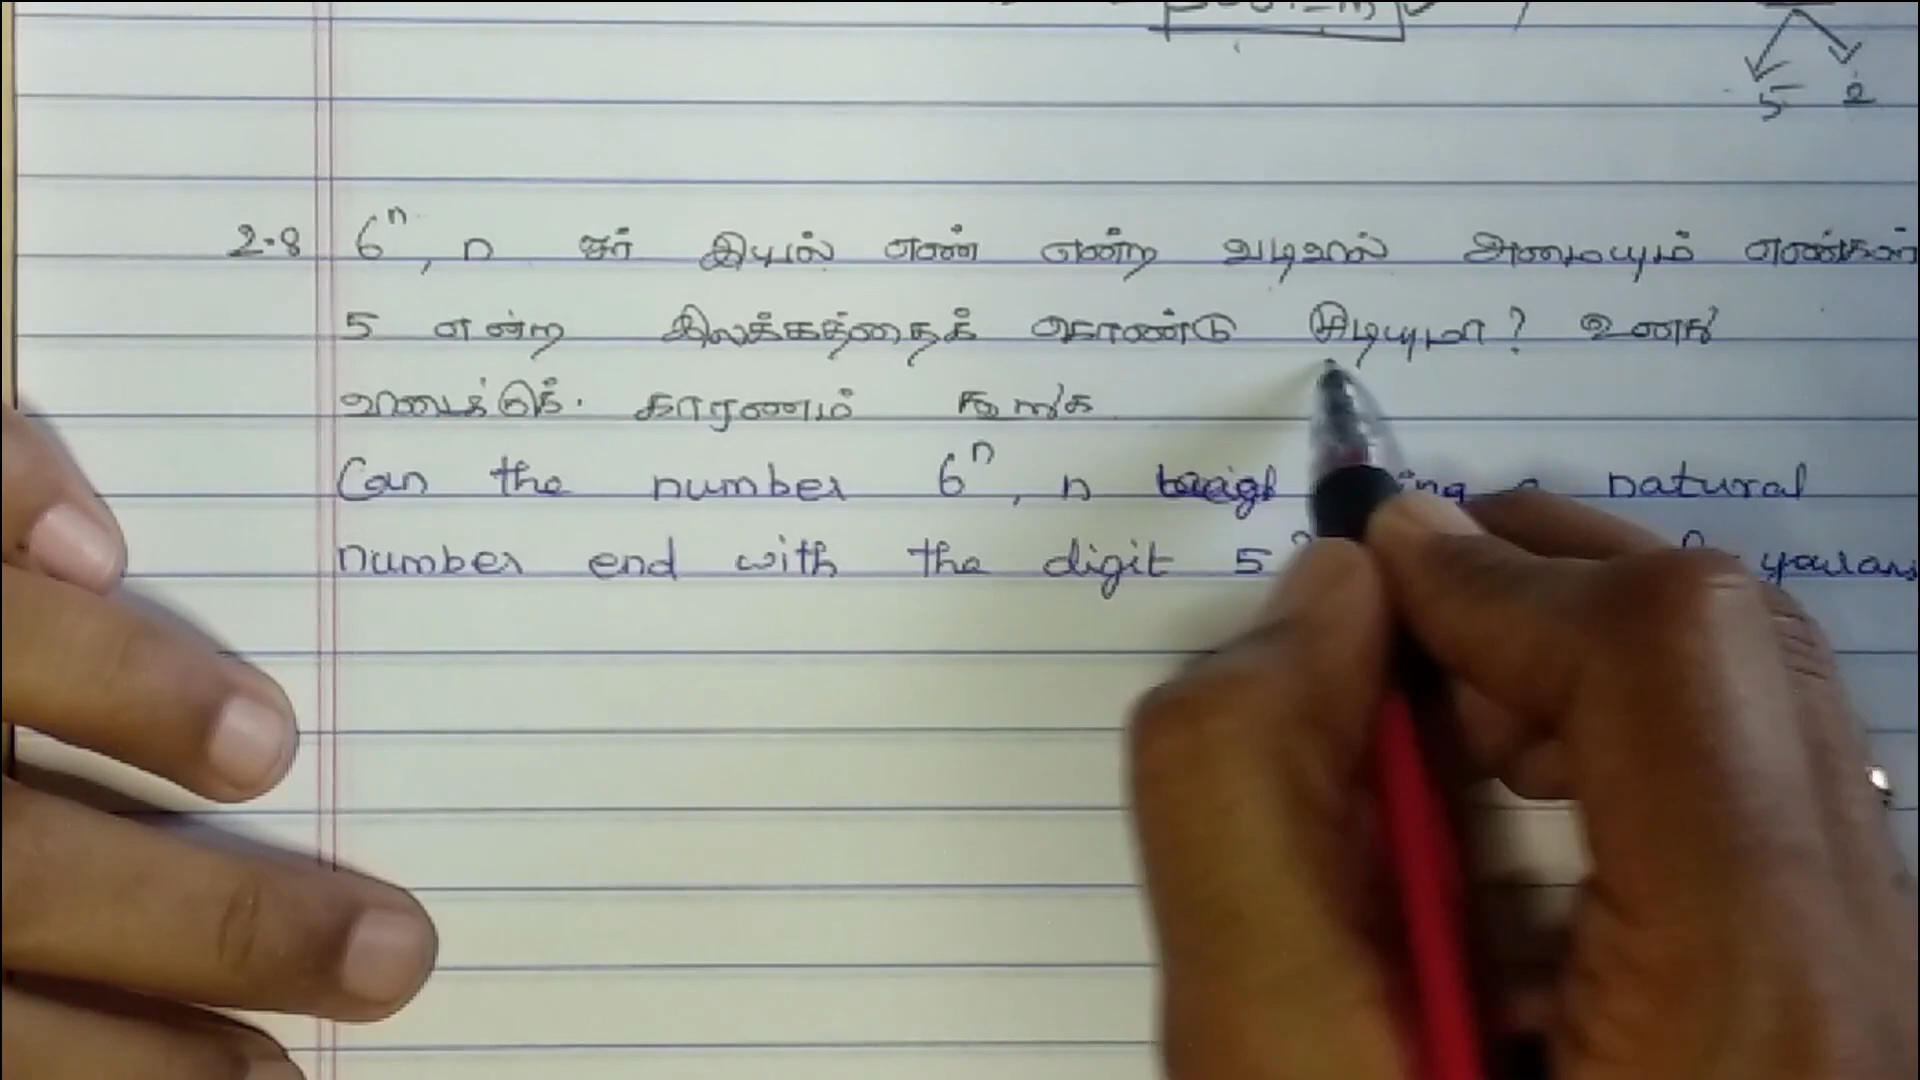 5 2
2.8 6ⁿ, n ஓர் இயல் எண் என்ற வடிவில் அமையும் எண்கள்
5 என்ற இலக்கத்தைக் கொண்டு முடியுமா? உனது
விடைக்குக் காரணம் கூறுக
Can the number 6ⁿ, n a natural
number end with the digit 5?